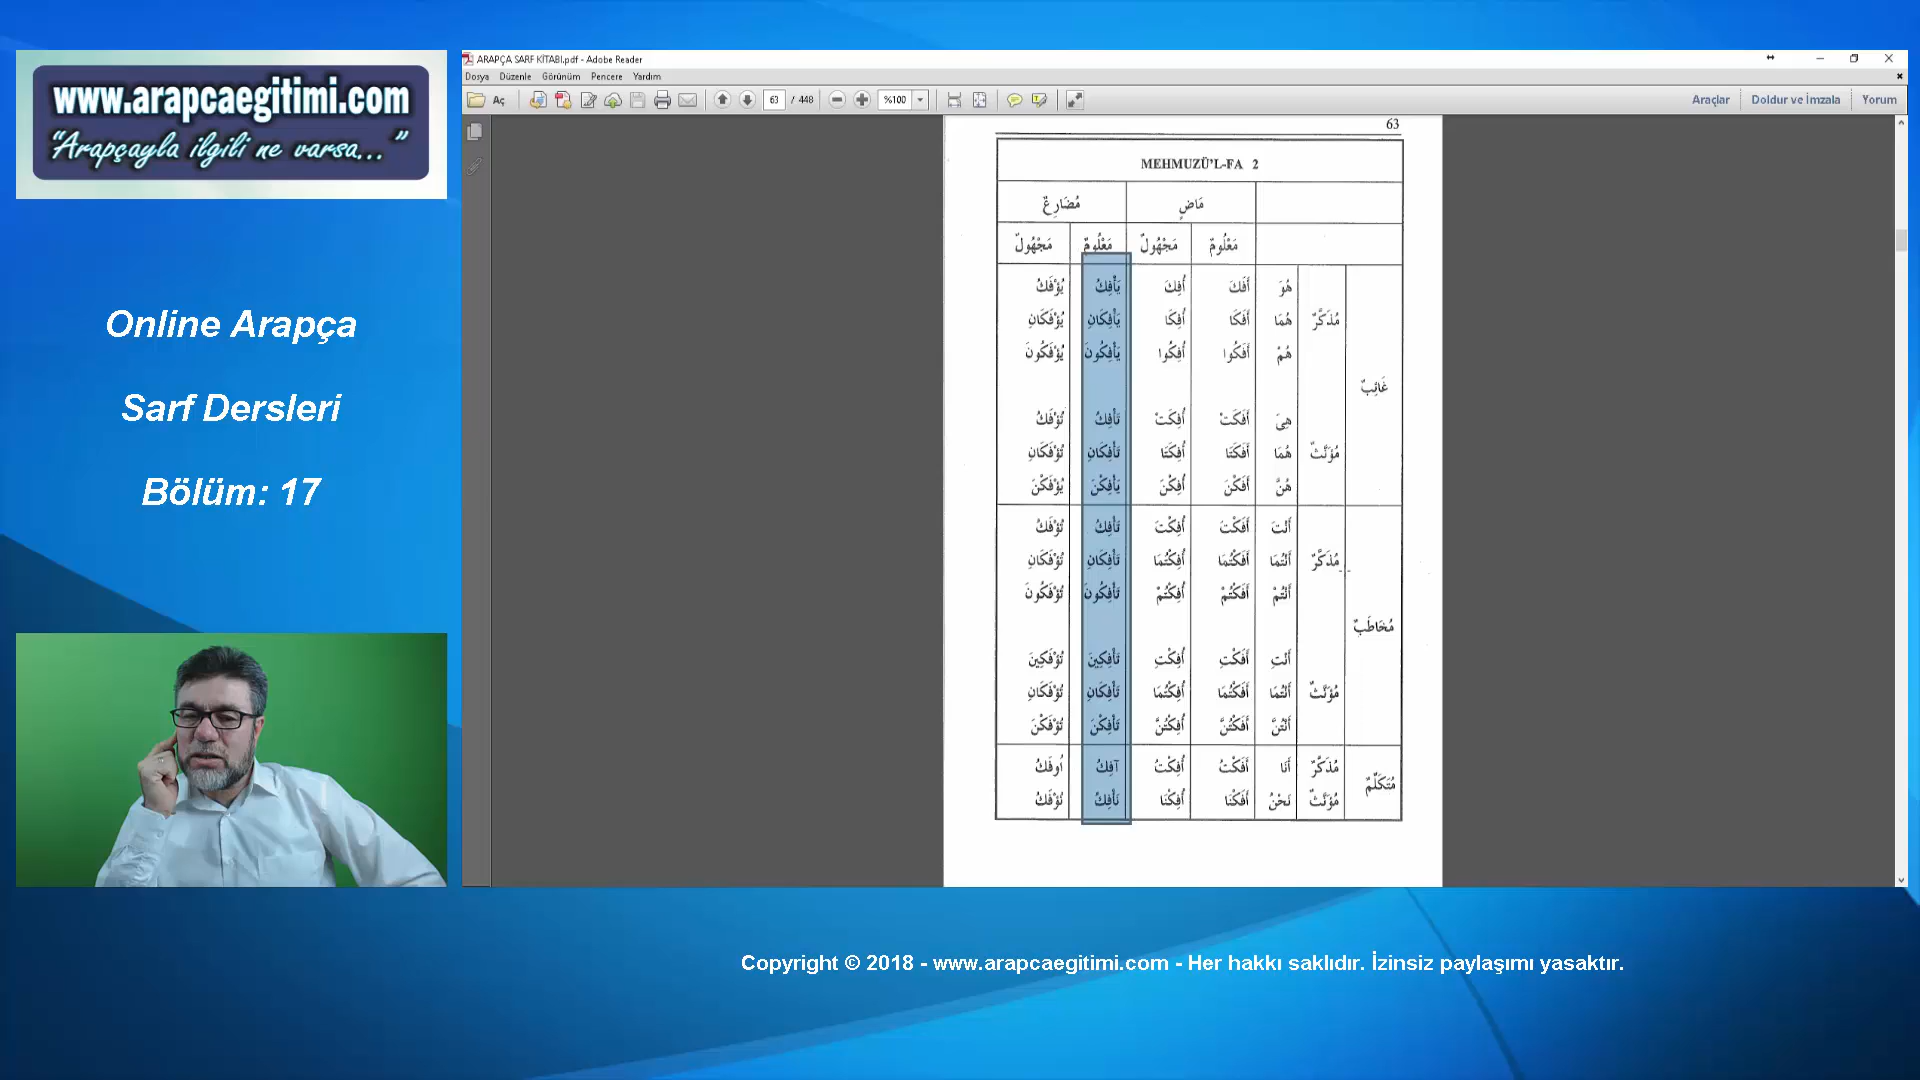 www.arapcaegitimi.com
“Arapçayla ilgili ne varsa...”
Online Arapça
Sarf Dersleri
Bölüm: 17
ARAPÇA SARF KİTABI.pdf - Adobe Reader
Dosya Düzenle Görünüm Pencere Yardım
Aç 63 / 448 %100 Araçlar Doldur ve İmzala Yorum
63
MEHMUZÜ’L-FA 2
مَاضٍ مُضَارِعٌ
مَعْلُومٌ مَجْهُولٌ مَعْلُومٌ مَجْهُولٌ
هُوَ أَفَكَ أُفِكَ يَأْفِكُ يُؤْفَكُ
مُذَكَّرٌ هُمَا أَفَكَا أُفِكَا يَأْفِكَانِ يُؤْفَكَانِ
هُمْ أَفَكُوا أُفِكُوا يَأْفِكُونَ يُؤْفَكُونَ
غَائِبٌ
هِىَ أَفَكَتْ أُفِكَتْ تَأْفِكُ تُؤْفَكُ
مُؤَنَّثٌ هُمَا أَفَكَتَا أُفِكَتَا تَأْفِكَانِ تُؤْفَكَانِ
هُنَّ أَفَكْنَ أُفِكْنَ يَأْفِكْنَ يُؤْفَكْنَ
أَنْتَ أَفَكْتَ أُفِكْتَ تَأْفِكُ تُؤْفَكُ
مُذَكَّرٌ أَنْتُمَا أَفَكْتُمَا أُفِكْتُمَا تَأْفِكَانِ تُؤْفَكَانِ
أَنْتُمْ أَفَكْتُمْ أُفِكْتُمْ تَأْفِكُونَ تُؤْفَكُونَ
مُخَاطَبٌ
أَنْتِ أَفَكْتِ أُفِكْتِ تَأْفِكِينَ تُؤْفَكِينَ
مُؤَنَّثٌ أَنْتُمَا أَفَكْتُمَا أُفِكْتُمَا تَأْفِكَانِ تُؤْفَكَانِ
أَنْتُنَّ أَفَكْتُنَّ أُفِكْتُنَّ تَأْفِكْنَ تُؤْفَكْنَ
مُتَكَلِّمٌ مُذَكَّرٌ أَنَا أَفَكْتُ أُفِكْتُ آفِكُ أُوفَكُ
مُؤَنَّثٌ نَحْنُ أَفَكْنَا أُفِكْنَا نَأْفِكُ نُؤْفَكُ
Copyright © 2018 - www.arapcaegitimi.com - Her hakkı saklıdır. İzinsiz paylaşımı yasaktır.